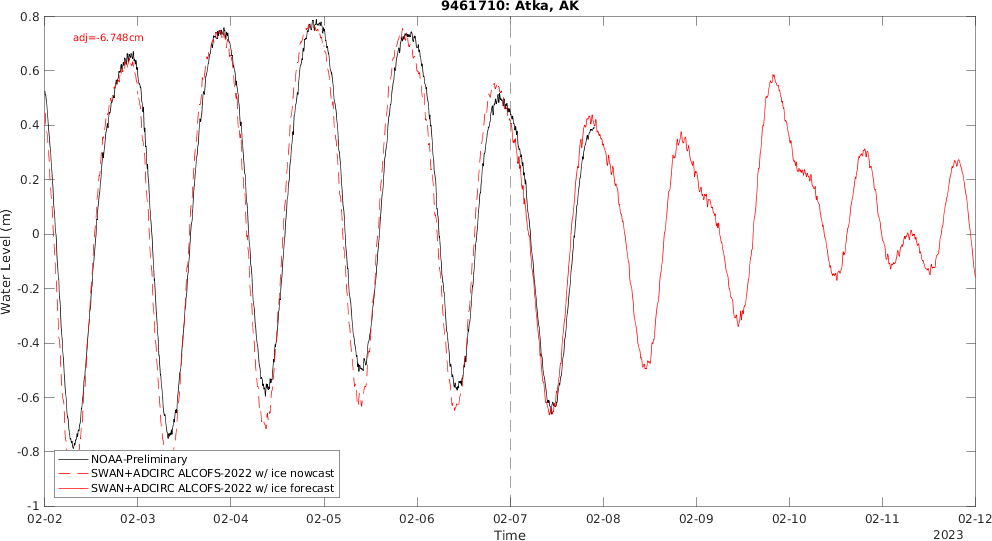 9461710: Atka, AK
adj=-6.748cm
0.8
0.6
0.4
0.2
0
-0.2
-0.4
-0.6
-0.8
-1
Water Level (m)
NOAA-Preliminary
SWAN+ADCIRC ALCOFS-2022 w/ ice nowcast
SWAN+ADCIRC ALCOFS-2022 w/ ice forecast
02-02 02-03 02-04 02-05 02-06 02-07 02-08 02-09 02-10 02-11 02-12
Time
2023